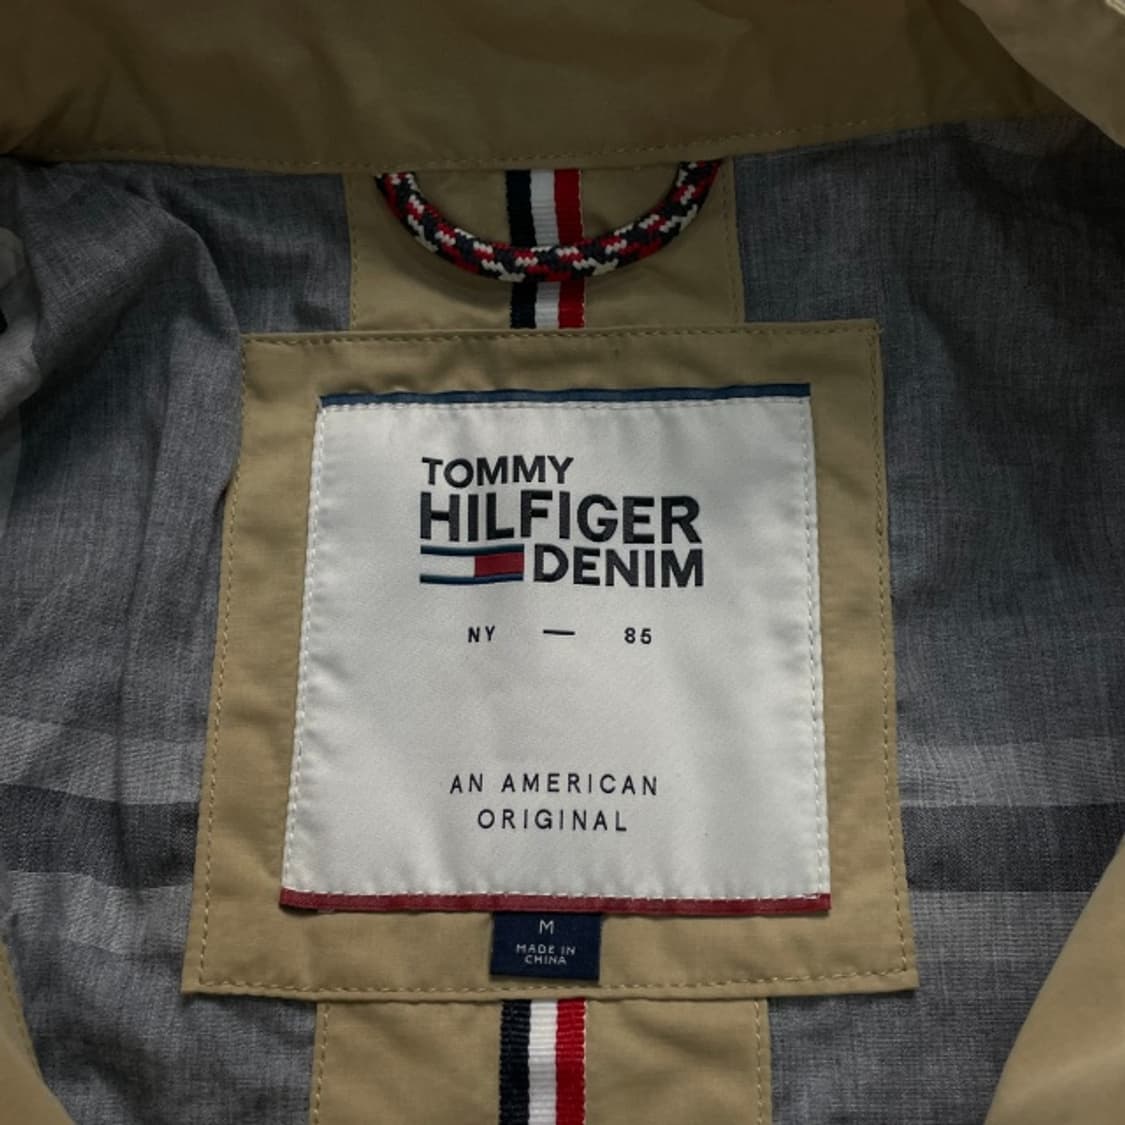 TOMMY
HILFIGER
DENIM
NY — 85
AN AMERICAN
ORIGINAL
M
MADE IN
CHINA